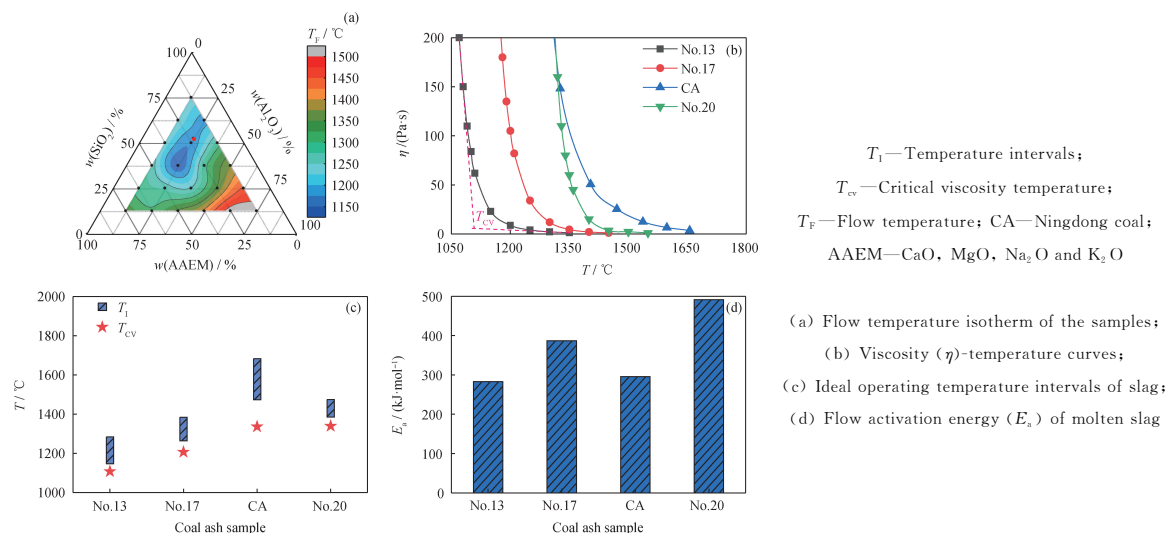 (a)
T_F / ℃
1500
1450
1400
1350
1300
1250
1200
1150
0
100
25
75
50
50
75
25
100
100
75
50
25
0
w(SiO₂) / %
w(Al₂O₃) / %
w(AAEM) / %
(b)
200
150
100
50
0
η /(Pa·s)
No.13
No.17
CA
No.20
T_CV
1050
1200
1350
1500
1650
1800
T / ℃
(c)
2000
1800
1600
1400
1200
1000
T / ℃
T_I
T_CV
No.13
No.17
CA
No.20
Coal ash sample
(d)
500
400
300
200
100
0
E_a / (kJ·mol⁻¹)
No.13
No.17
CA
No.20
Coal ash sample
T_I—Temperature intervals;
T_cv—Critical viscosity temperature;
T_F—Flow temperature; CA—Ningdong coal;
AAEM—CaO, MgO, Na₂O and K₂O
(a) Flow temperature isotherm of the samples;
(b) Viscosity (η)-temperature curves;
(c) Ideal operating temperature intervals of slag;
(d) Flow activation energy (E_a) of molten slag